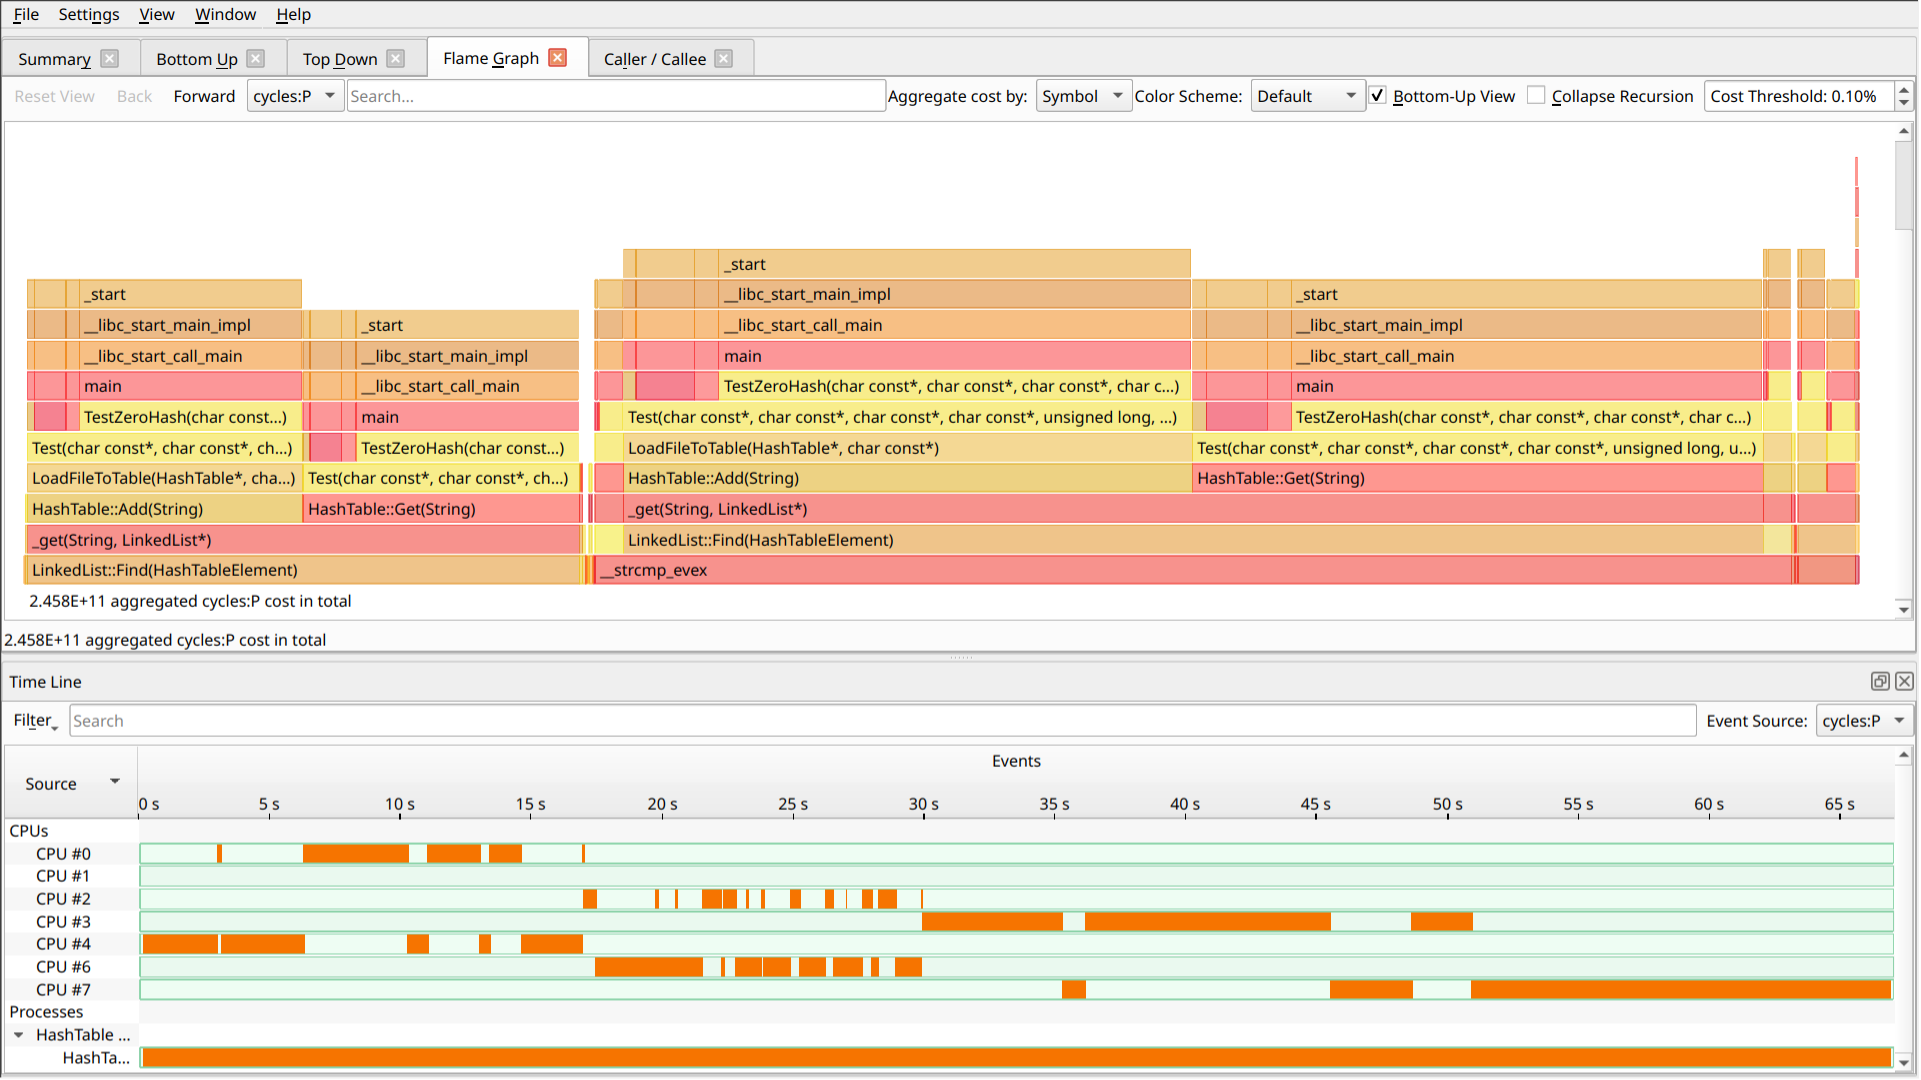 File Settings View Window Help
Summary Bottom Up Top Down Flame Graph Caller / Callee
Reset View Back Forward cycles:P Search... Aggregate cost by: Symbol Color Scheme: Default Bottom-Up View Collapse Recursion Cost Threshold: 0.10%
_start
_start __libc_start_main_impl _start
__libc_start_main_impl _start __libc_start_call_main __libc_start_main_impl
__libc_start_call_main __libc_start_main_impl main __libc_start_call_main
main __libc_start_call_main TestZeroHash(char const*, char const*, char const*, char c...) main
TestZeroHash(char const...) main Test(char const*, char const*, char const*, char const*, unsigned long, ...) TestZeroHash(char const*, char const*, char const*, char c...)
Test(char const*, char const*, ch...) TestZeroHash(char const...) LoadFileToTable(HashTable*, char const*) Test(char const*, char const*, char const*, char const*, unsigned long, u...)
LoadFileToTable(HashTable*, cha...) Test(char const*, char const*, ch...) HashTable::Add(String) HashTable::Get(String)
HashTable::Add(String) HashTable::Get(String) _get(String, LinkedList*)
_get(String, LinkedList*) LinkedList::Find(HashTableElement)
LinkedList::Find(HashTableElement) __strcmp_evex
2.458E+11 aggregated cycles:P cost in total
2.458E+11 aggregated cycles:P cost in total
Time Line
Filter Search Event Source: cycles:P
Events
Source
0 s 5 s 10 s 15 s 20 s 25 s 30 s 35 s 40 s 45 s 50 s 55 s 60 s 65 s
CPUs
CPU #0
CPU #1
CPU #2
CPU #3
CPU #4
CPU #6
CPU #7
Processes
HashTable ...
HashTa...